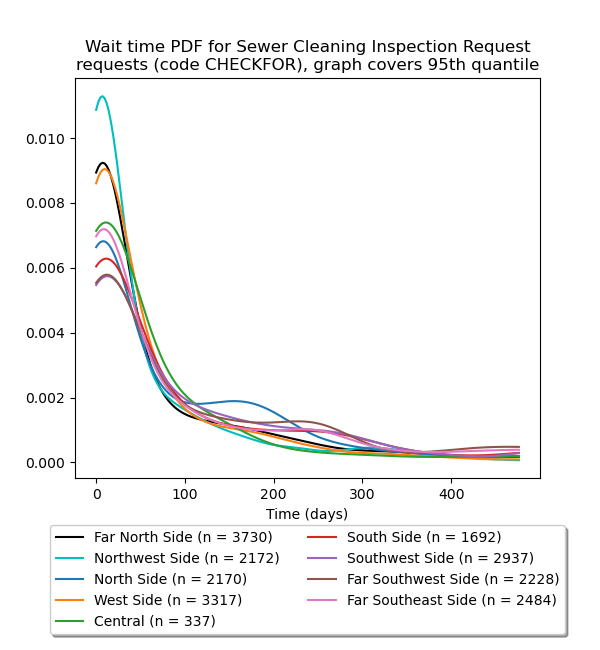 Wait time PDF for Sewer Cleaning Inspection Request
requests (code CHECKFOR), graph covers 95th quantile
0.010
0.008
0.006
0.004
0.002
0.000
0 100 200 300 400
Time (days)
Far North Side (n = 3730)
Northwest Side (n = 2172)
North Side (n = 2170)
West Side (n = 3317)
Central (n = 337)
South Side (n = 1692)
Southwest Side (n = 2937)
Far Southwest Side (n = 2228)
Far Southeast Side (n = 2484)